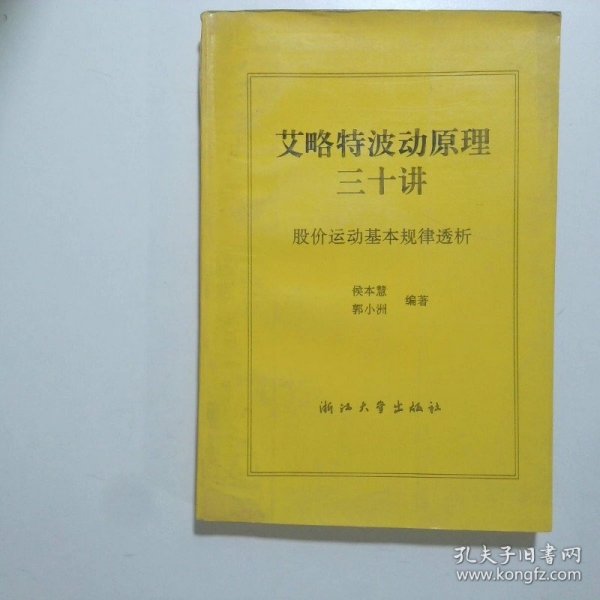 艾略特波动原理
三十讲
股价运动基本规律透析
侯本慧
郭小洲
编著
浙江大学出版社
孔夫子旧书网
www.kongfz.com